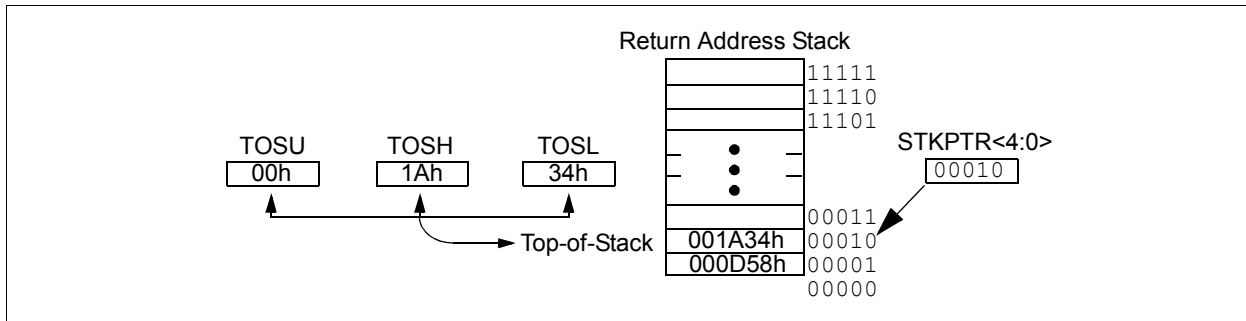 Return Address Stack
11111
11110
11101
TOSU TOSH TOSL
00h 1Ah 34h
STKPTR<4:0>
00010
00011
Top-of-Stack 001A34h 00010
000D58h 00001
00000